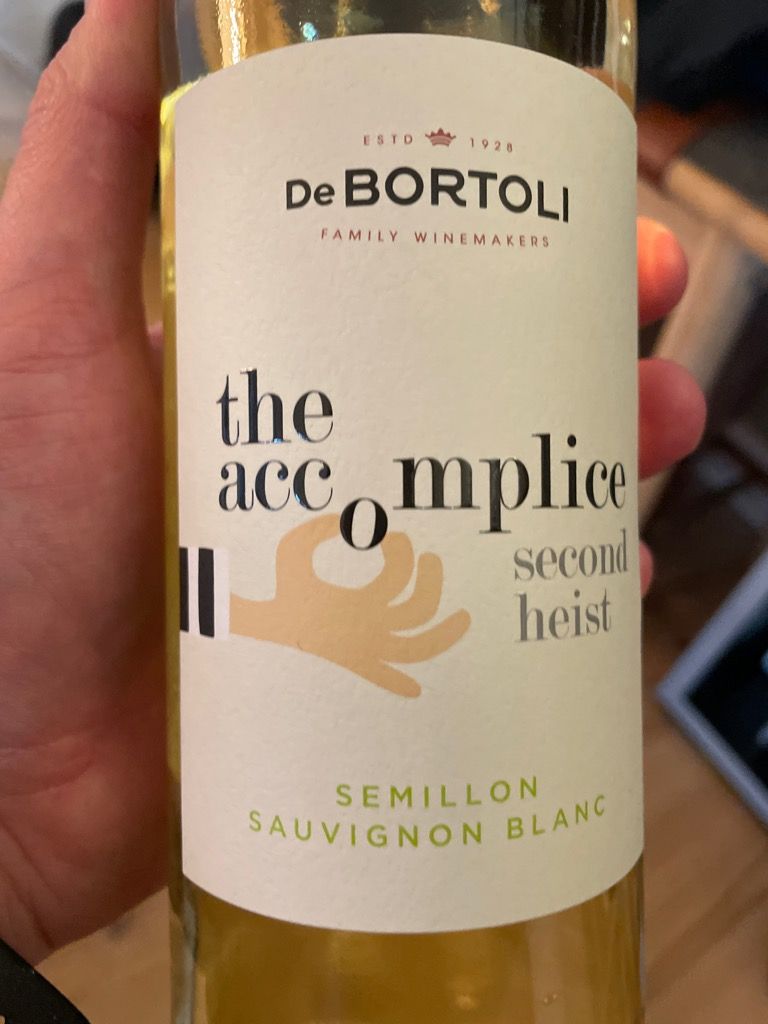 ESTD 1928
De BORTOLI
FAMILY WINEMAKERS
the
accomplice
second
heist
SEMILLON
SAUVIGNON BLANC